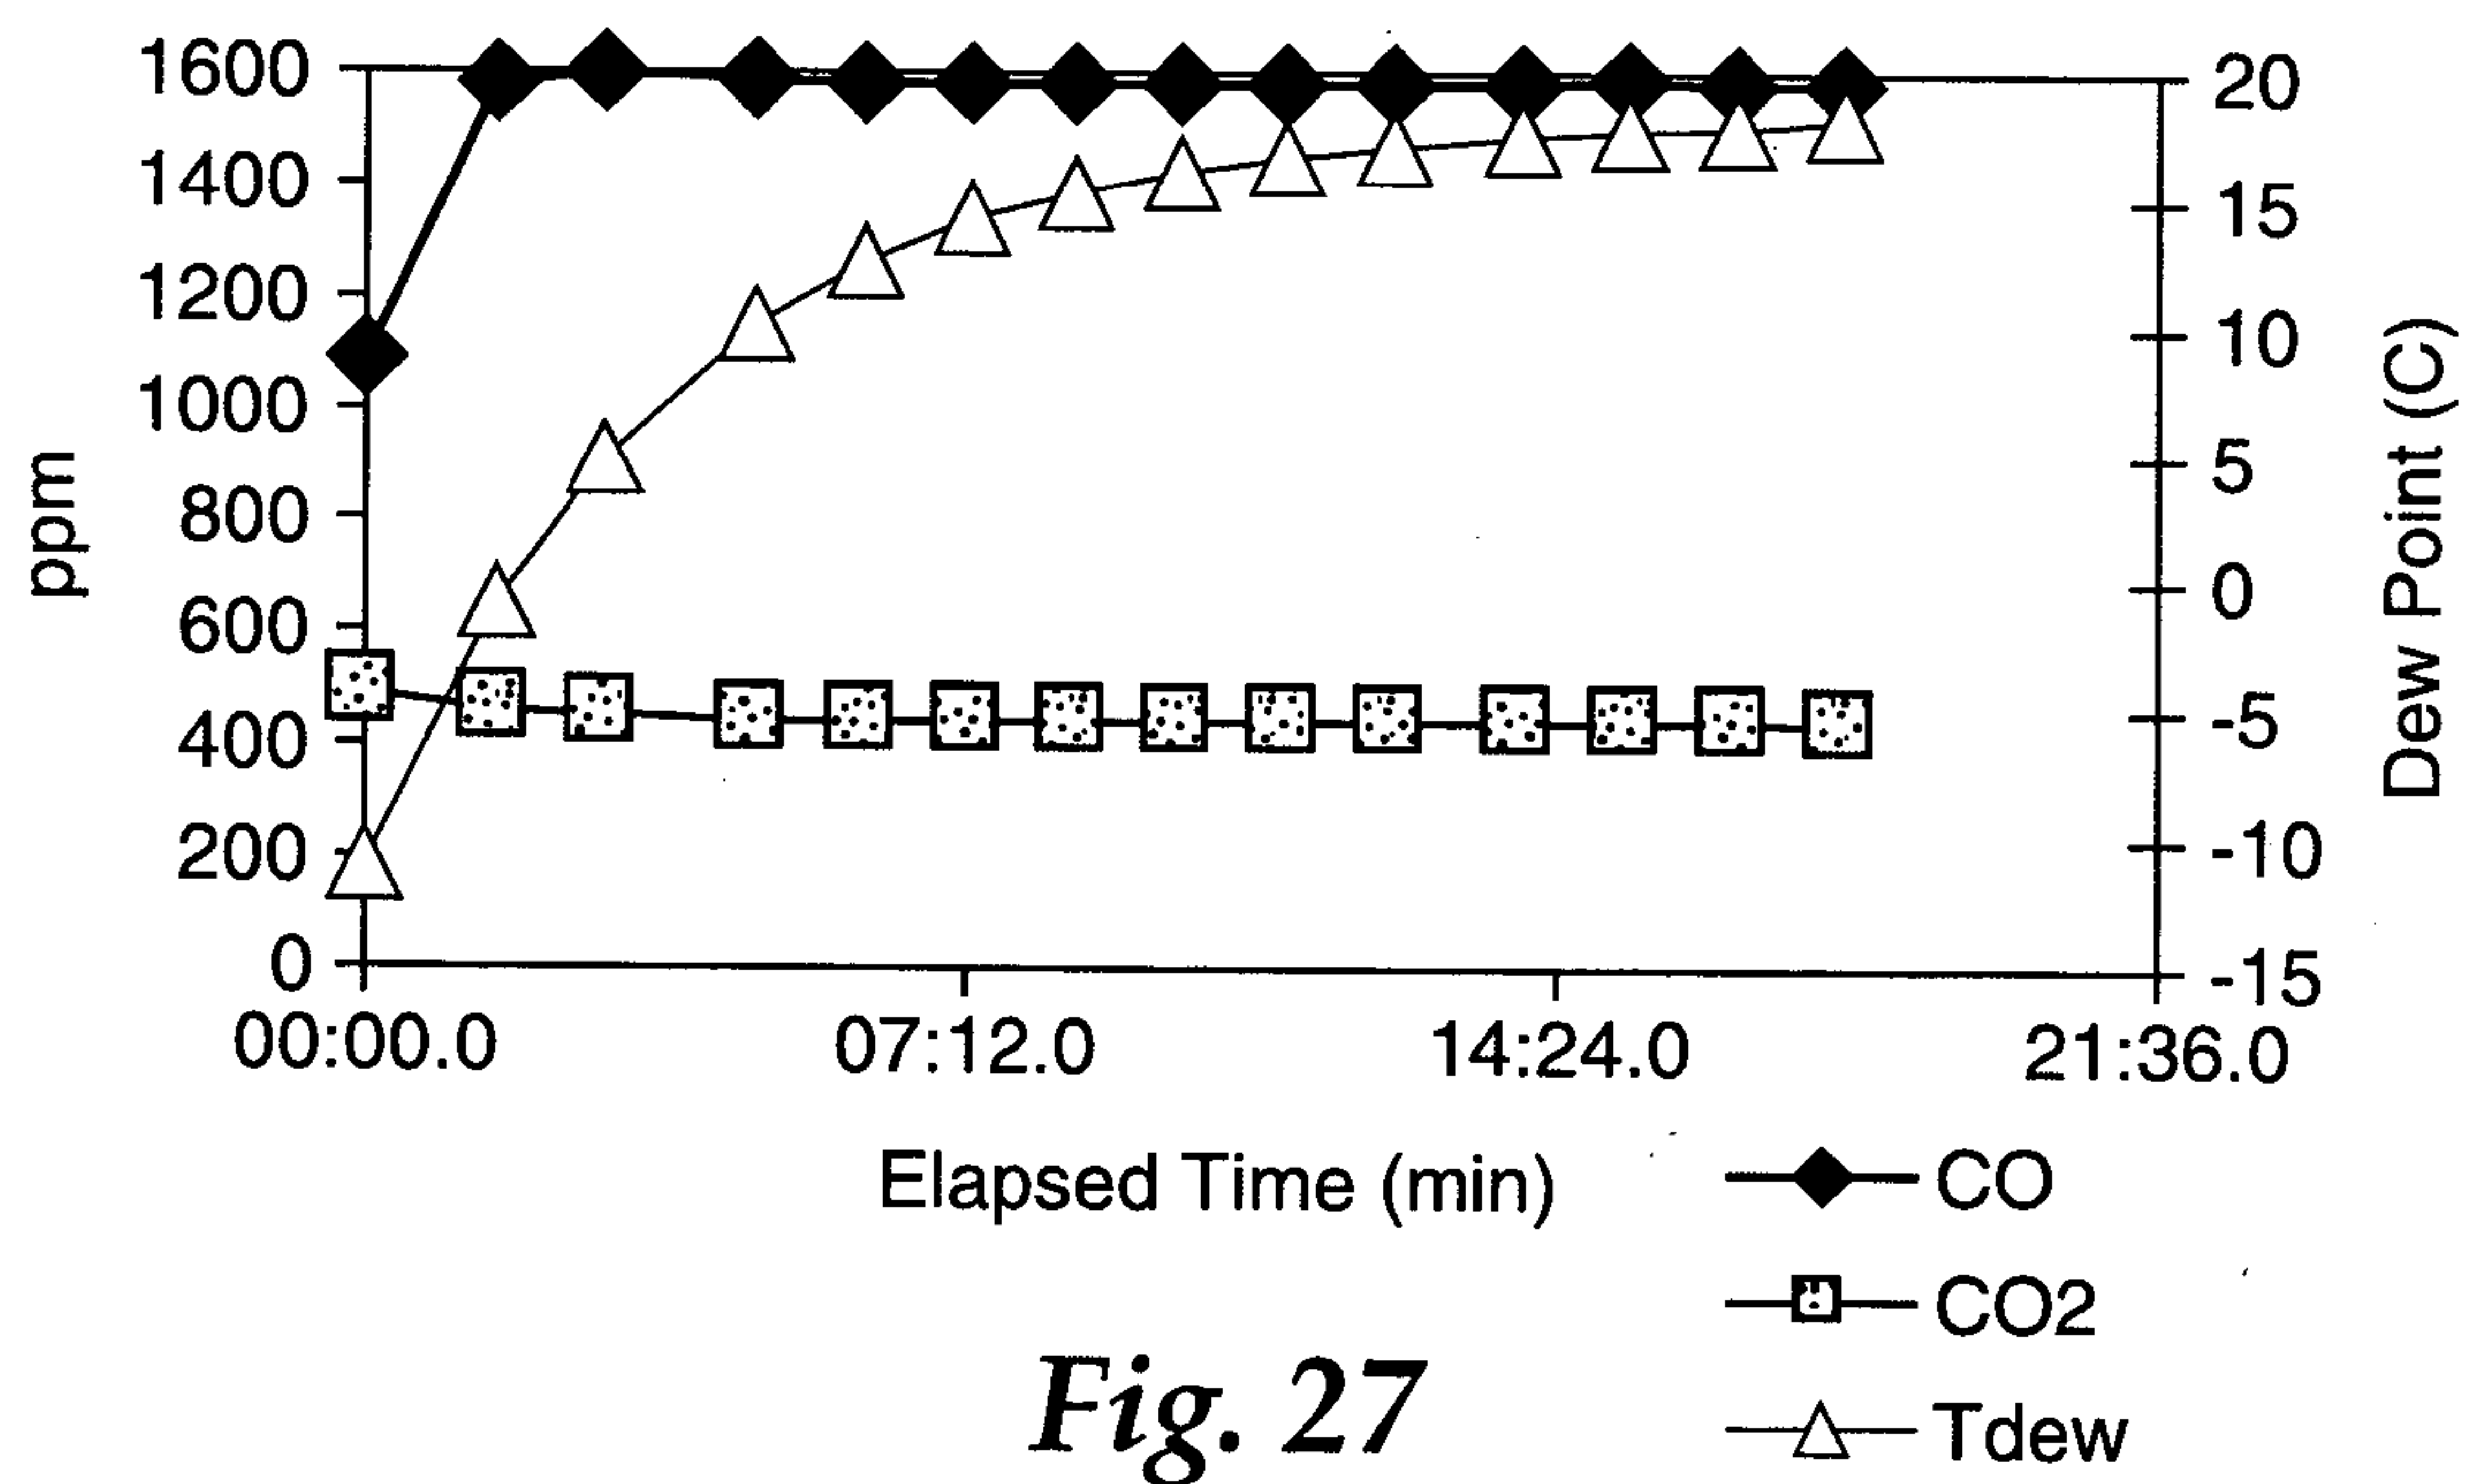 1600
1400
1200
1000
800
600
400
200
0
ppm
20
15
10
5
0
-5
-10
-15
Dew Point (C)
00:00.0 07:12.0 14:24.0 21:36.0
Elapsed Time (min)
CO
CO2
Tdew
Fig. 27